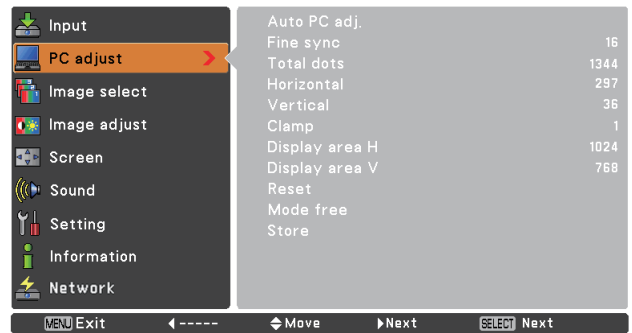 Input
PC adjust
Image select
Image adjust
Screen
Sound
Setting
Information
Network
Auto PC adj.
Fine sync 16
Total dots 1344
Horizontal 297
Vertical 36
Clamp 1
Display area H 1024
Display area V 768
Reset
Mode free
Store
MENU Exit ----- Move Next SELECT Next